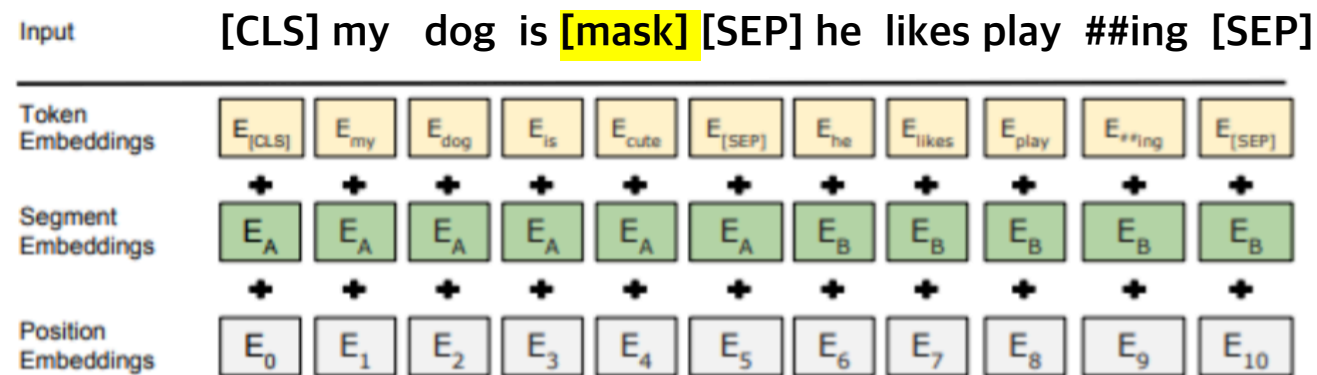 Input [CLS] my dog is [mask] [SEP] he likes play ##ing [SEP]
Token Embeddings E[CLS] Emy Edog Eis Ecute E[SEP] Ehe Elikes Eplay E##ing E[SEP]
+ + + + + + + + + + +
Segment Embeddings EA EA EA EA EA EA EB EB EB EB EB
+ + + + + + + + + + +
Position Embeddings E0 E1 E2 E3 E4 E5 E6 E7 E8 E9 E10